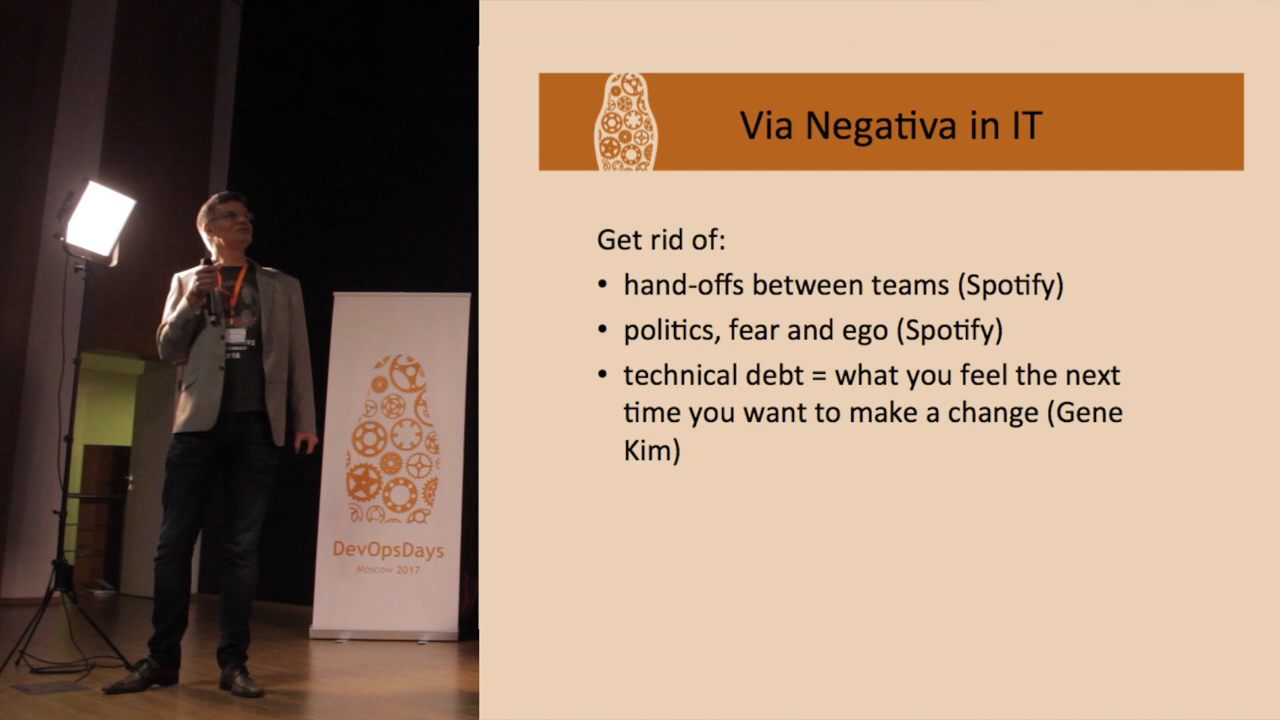 Via Negativa in IT
Get rid of:
• hand-offs between teams (Spotify)
• politics, fear and ego (Spotify)
• technical debt = what you feel the next
time you want to make a change (Gene
Kim)
DevOpsDays
Moscow 2017